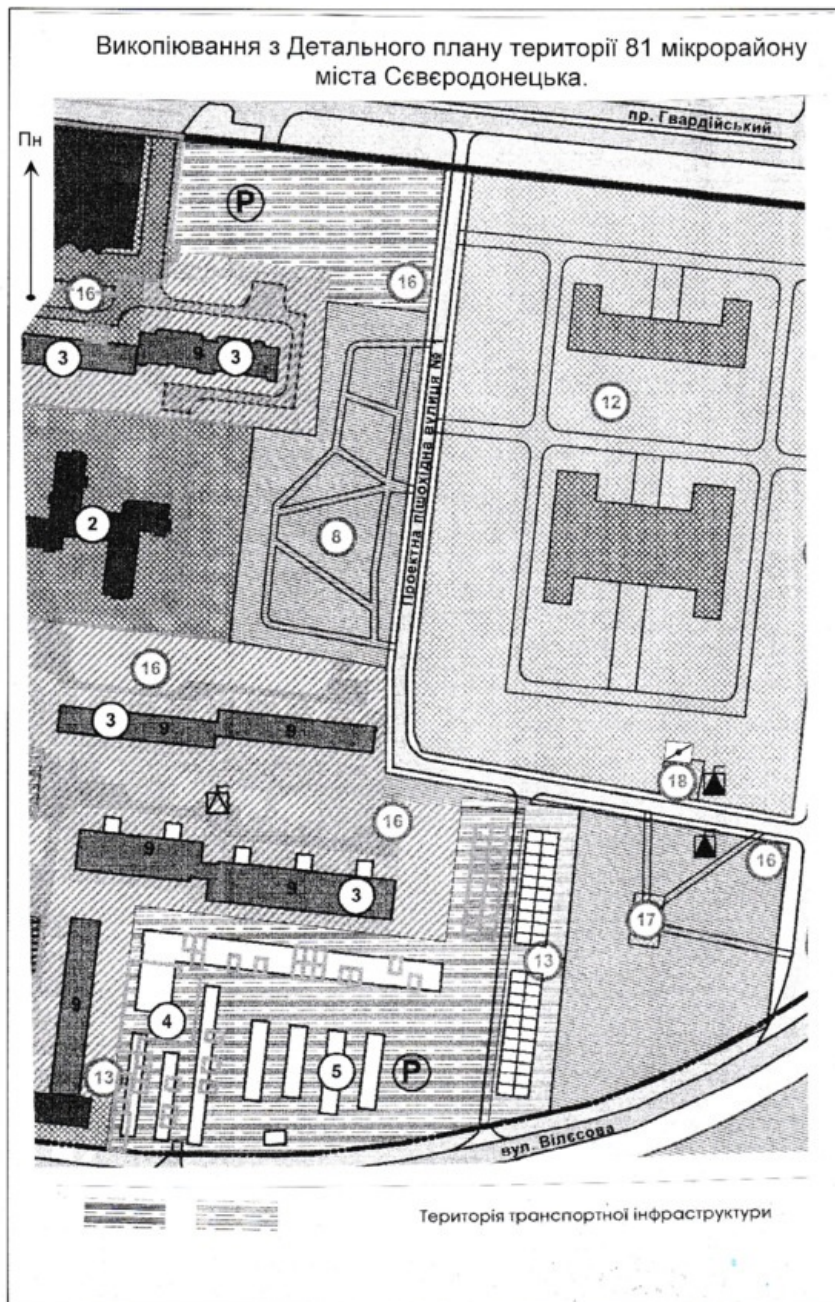 Викопіювання з Детального плану території 81 мікрорайону
міста Сєвєродонецька.
пр. Гвардійський
Пн
P
16
16
3
9
3
12
Проектна пішохідна вулиця № 1
2
8
16
3
9
9
18
16
9
16
9
3
17
13
9
4
5
P
13
вул. Вілєсова
Територія транспортної інфраструктури